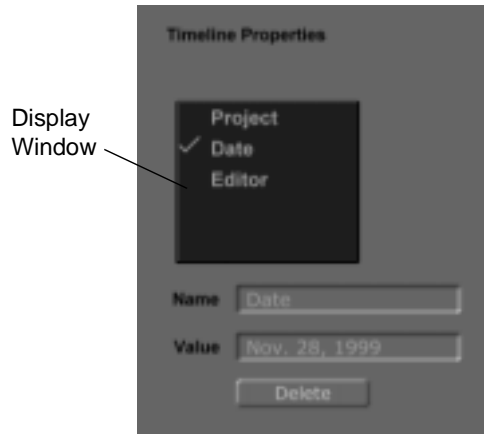 Timeline Properties
Display
Window
Project
Date
Editor
Name Date
Value Nov. 28, 1999
Delete